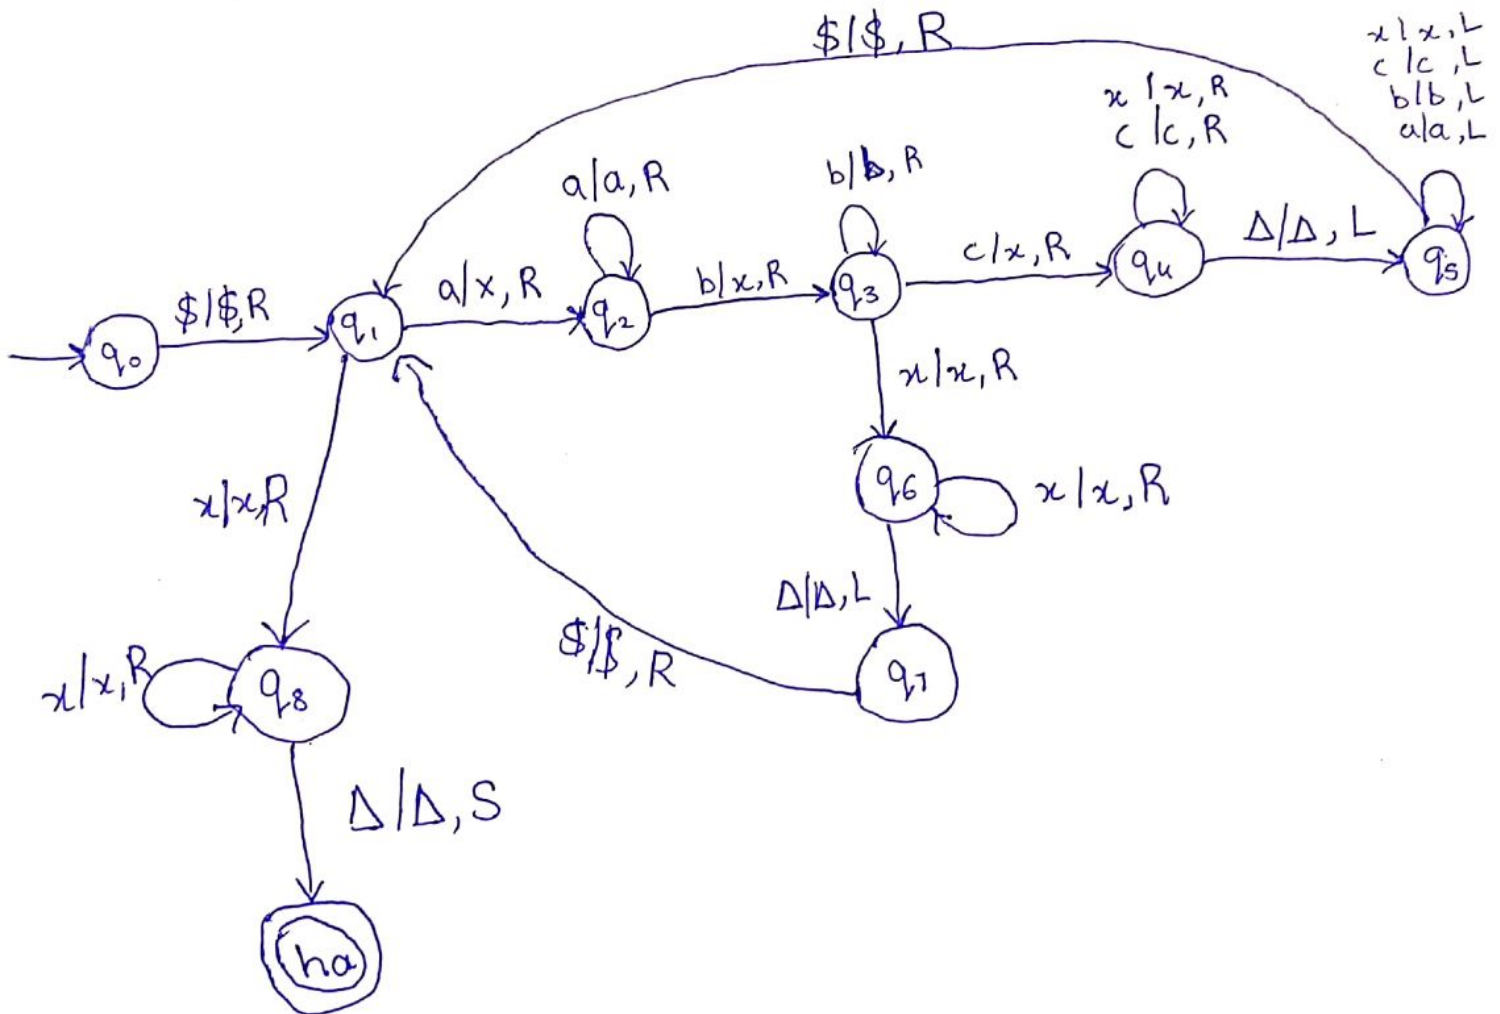 $/$, R
x/x, L
c/c, L
b/b, L
a/a, L
x/x, R
c/c, R
b/b, R
a/a, R
Δ/Δ, L
c/x, R
b/x, R
a/x, R
$/$,R
q0
q1
q2
q3
q4
q5
x/x, R
q6
x/x, R
x/x,R
Δ/Δ,L
$/$, R
q7
x/x,R
q8
Δ/Δ, S
ha